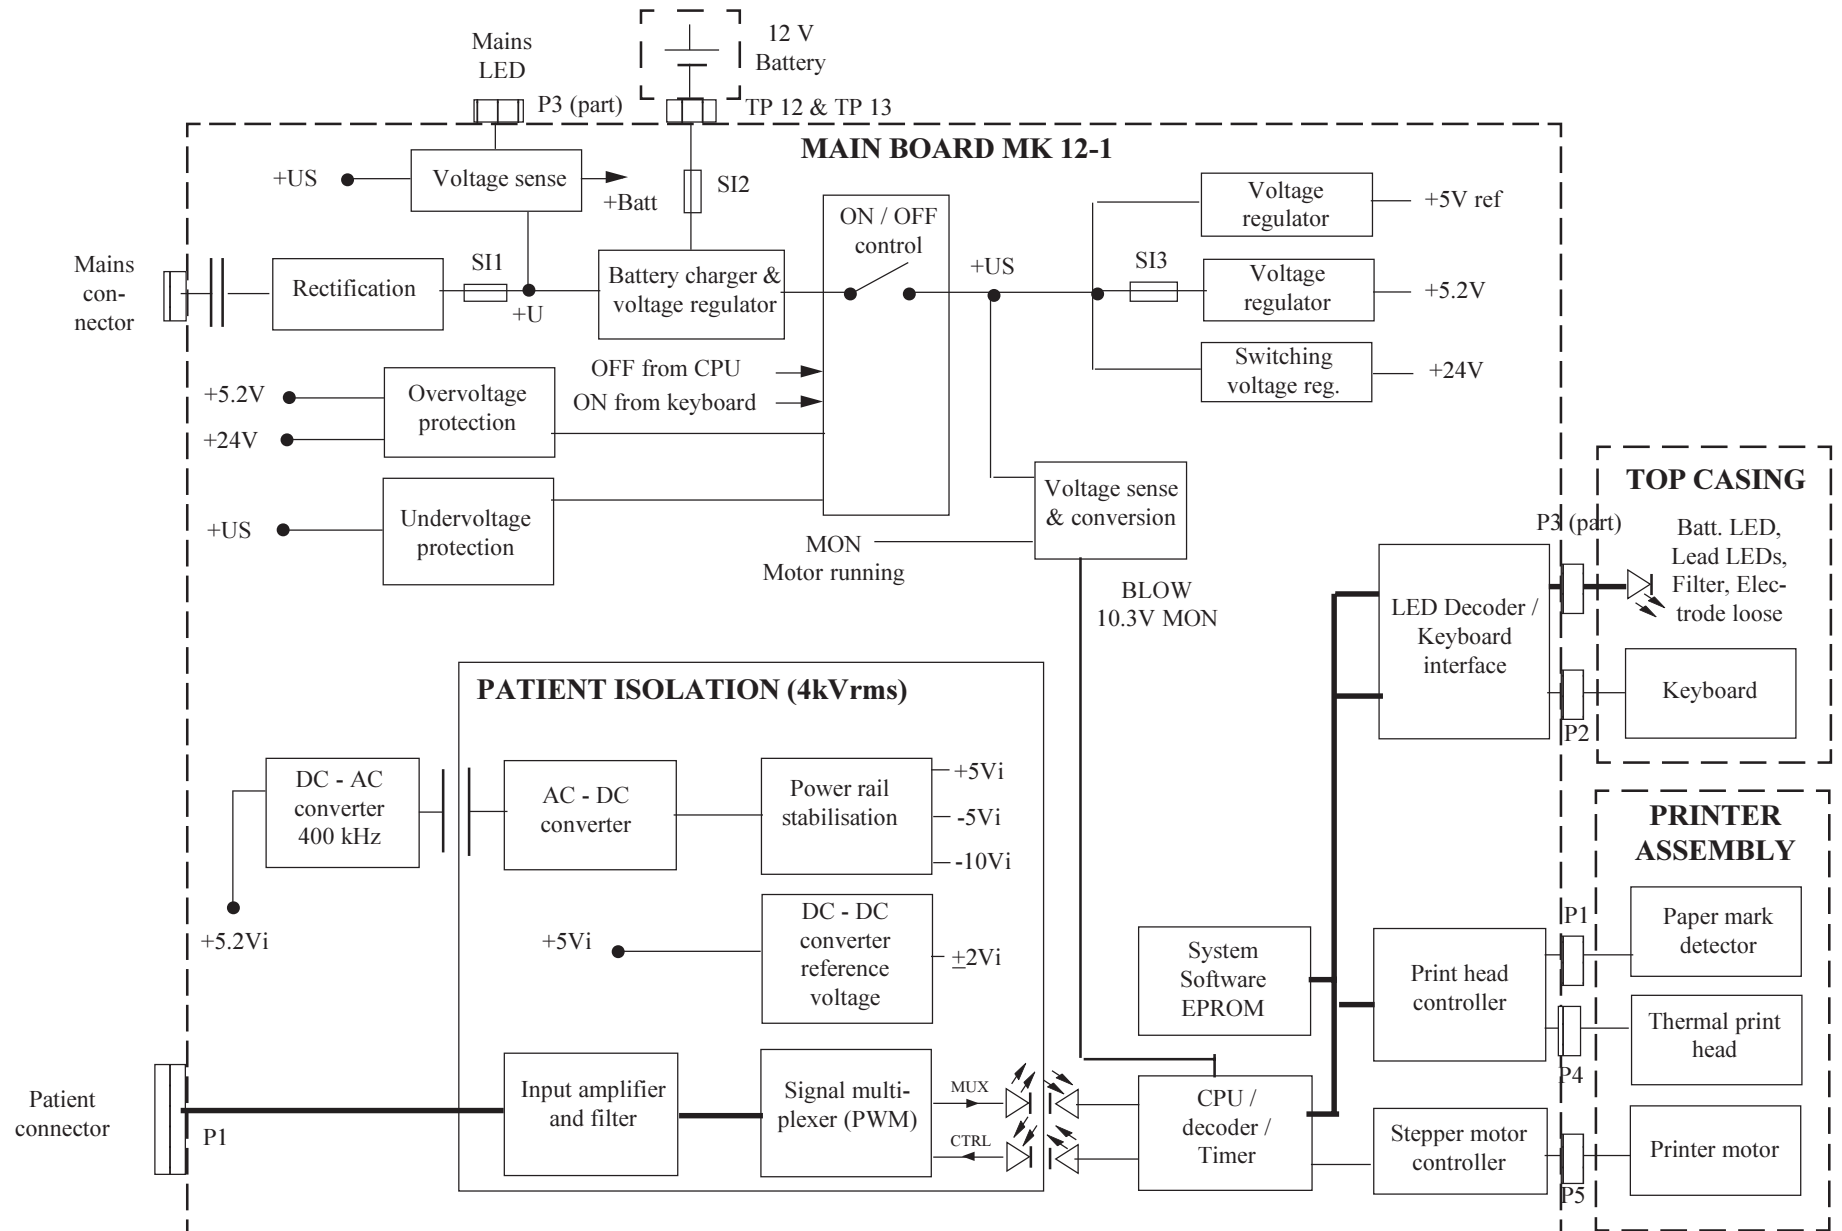 Mains
LED
P3 (part)
12 V
Battery
TP 12 & TP 13
MAIN BOARD MK 12-1
+US
Voltage sense
+Batt
SI2
ON / OFF
control
Voltage
regulator
+5V ref
Mains
con-
nector
Rectification
SI1
+U
Battery charger &
voltage regulator
+US
SI3
Voltage
regulator
+5.2V
Switching
voltage reg.
+24V
OFF from CPU
ON from keyboard
+5.2V
+24V
Overvoltage
protection
+US
Undervoltage
protection
MON
Motor running
Voltage sense
& conversion
BLOW
10.3V MON
TOP CASING
P3 (part)
Batt. LED,
Lead LEDs,
Filter, Elec-
trode loose
LED Decoder /
Keyboard
interface
Keyboard
P2
PATIENT ISOLATION (4kVrms)
DC - AC
converter
400 kHz
+5.2Vi
AC - DC
converter
Power rail
stabilisation
+5Vi
-5Vi
-10Vi
+5Vi
DC - DC
converter
reference
voltage
±2Vi
PRINTER
ASSEMBLY
P1
Paper mark
detector
System
Software
EPROM
Print head
controller
Thermal print
head
P4
Patient
connector
P1
Input amplifier
and filter
Signal multi-
plexer (PWM)
MUX
CTRL
CPU /
decoder /
Timer
Stepper motor
controller
Printer motor
P5